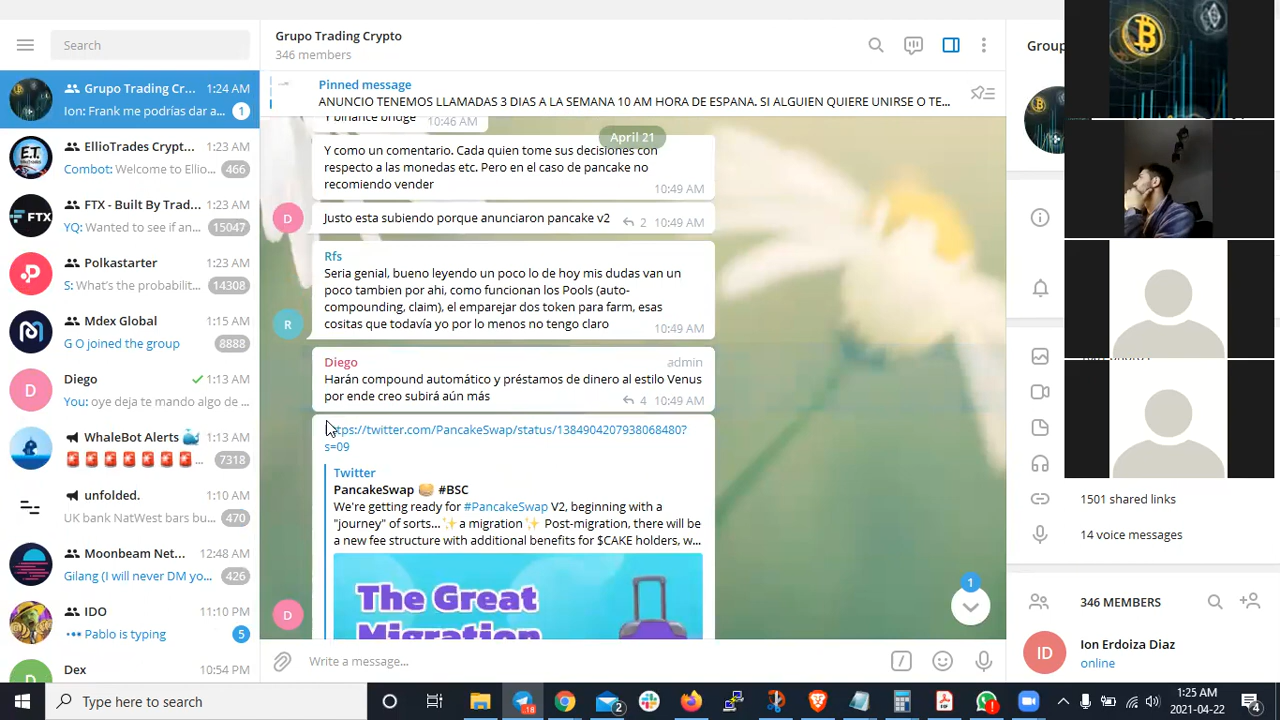 Search
Grupo Trading Cr... 1:24 AM
Ion: Frank me podrías dar a... 1
EllioTrades Crypt... 1:23 AM
Combot: Welcome to Ellio... 466
FTX - Built By Trad... 1:23 AM
YQ: Wanted to see if an... 15047
Polkastarter 1:23 AM
S: What's the probabilit... 14308
Mdex Global 1:15 AM
G O joined the group 8888
Diego 1:13 AM
You: oye deja te mando algo de ...
WhaleBot Alerts 1:13 AM
... 7318
unfolded. 1:10 AM
UK bank NatWest bars bu... 470
Moonbeam Net... 12:48 AM
Gilang (I will never DM yo... 426
IDO 11:10 PM
Pablo is typing 5
Dex 10:54 PM
Grupo Trading Crypto
346 members
Pinned message
ANUNCIO TENEMOS LLAMADAS 3 DIAS A LA SEMANA 10 AM HORA DE ESPANA. SI ALGUIEN QUIERE UNIRSE O TE...
Y binance bridge 10:46 AM
April 21
Y como un comentario. Cada quien tome sus decisiones con
respecto a las monedas etc. Pero en el caso de pancake no
recomiendo vender 10:49 AM
D
Justo esta subiendo porque anunciaron pancake v2 2 10:49 AM
Rfs
Seria genial, bueno leyendo un poco lo de hoy mis dudas van un
poco tambien por ahi, como funcionan los Pools (auto-
compounding, claim), el emparejar dos token para farm, esas
cositas que todavía yo por lo menos no tengo claro 10:49 AM
R
Diego admin
Harán compound automático y préstamos de dinero al estilo Venus
por ende creo subirá aún más 4 10:49 AM
https://twitter.com/PancakeSwap/status/1384904207938068480?
s=09
Twitter
PancakeSwap #BSC
We're getting ready for #PancakeSwap V2, beginning with a
"journey" of sorts... a migration Post-migration, there will be
a new fee structure with additional benefits for $CAKE holders, w...
The Great
Migration
D
1
Write a message...
Group
1501 shared links
14 voice messages
346 MEMBERS
ID
Ion Erdoiza Diaz
online
Type here to search
18
2
1:25 AM
2021-04-22
4